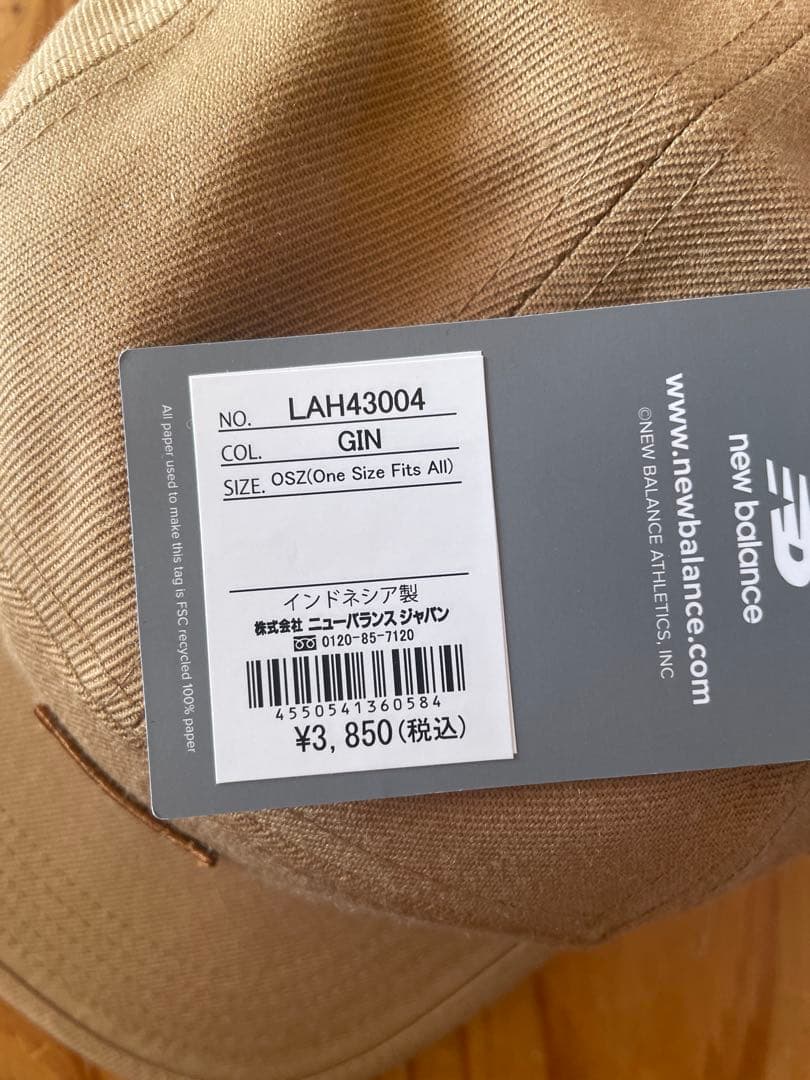 NO. LAH43004
COL. GIN
SIZE. OSZ(One Size Fits All)
インドネシア製
株式会社 ニューバランス ジャパン
0120-85-7120
4550541360584
¥3,850(税込)
All paper used to make this tag is FSC recycled 100% paper
new balance
www.newbalance.com
©NEW BALANCE ATHLETICS, INC